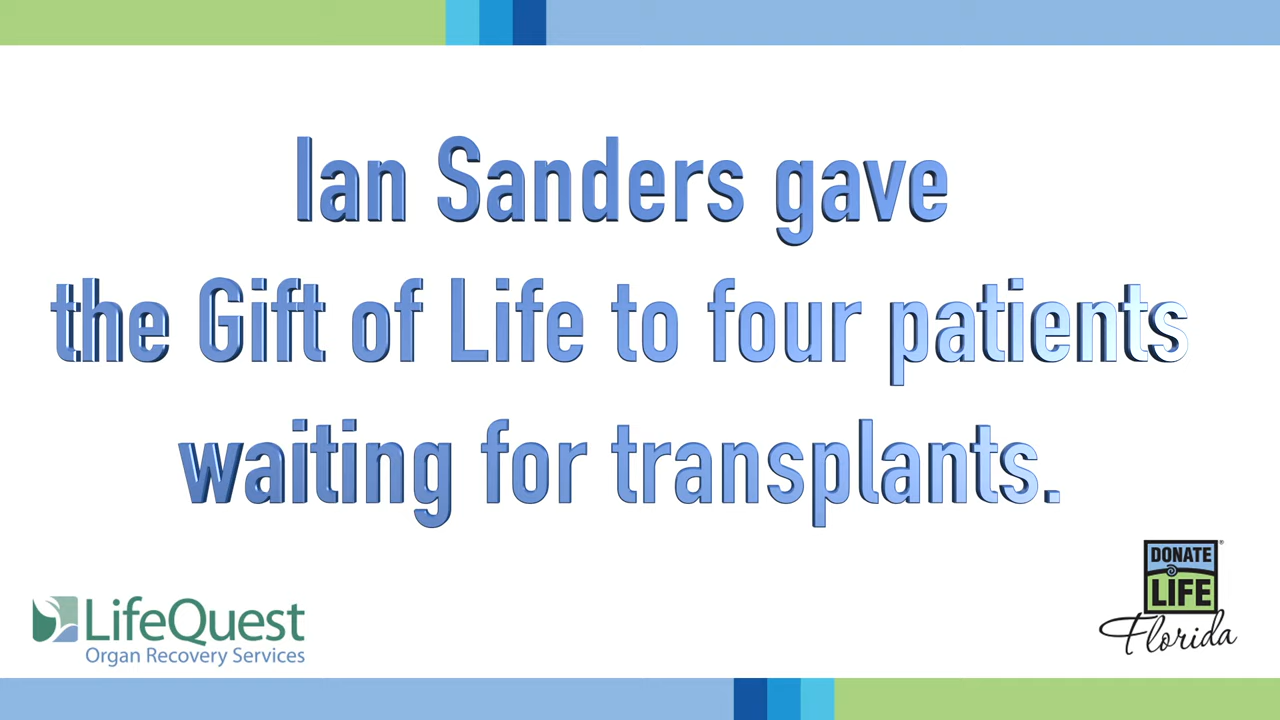 Ian Sanders gave
the Gift of Life to four patients
waiting for transplants.
LifeQuest
Organ Recovery Services
DONATE
LIFE
Florida